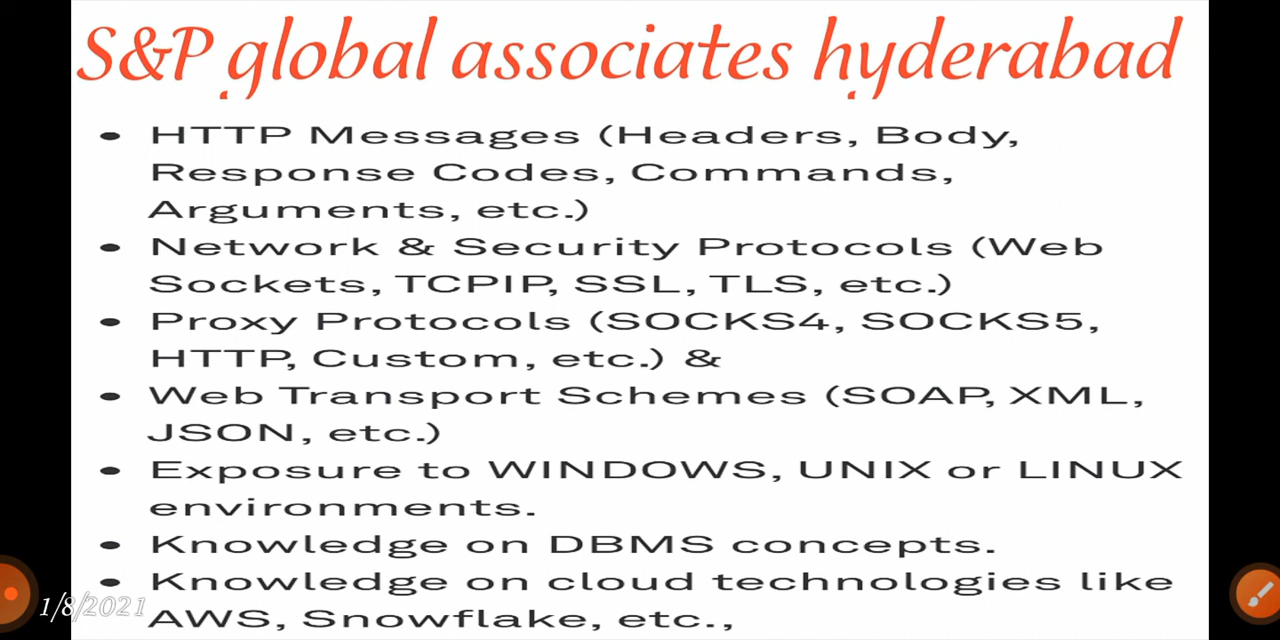 S&P global associates hyderabad
• HTTP Messages (Headers, Body,
Response Codes, Commands,
Arguments, etc.)
• Network & Security Protocols (Web
Sockets, TCPIP, SSL, TLS, etc.)
• Proxy Protocols (SOCKS4, SOCKS5,
HTTP, Custom, etc.) &
• Web Transport Schemes (SOAP, XML,
JSON, etc.)
• Exposure to WINDOWS, UNIX or LINUX
environments.
• Knowledge on DBMS concepts.
• Knowledge on cloud technologies like
AWS, Snowflake, etc.,
1/8/2021